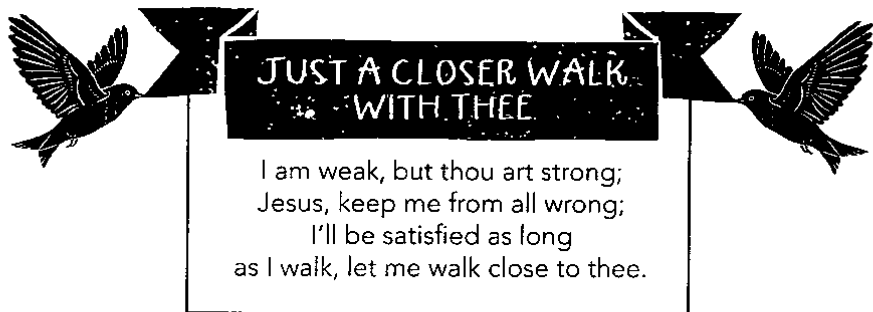 JUST A CLOSER WALK
WITH THEE
I am weak, but thou art strong;
Jesus, keep me from all wrong;
I'll be satisfied as long
as I walk, let me walk close to thee.